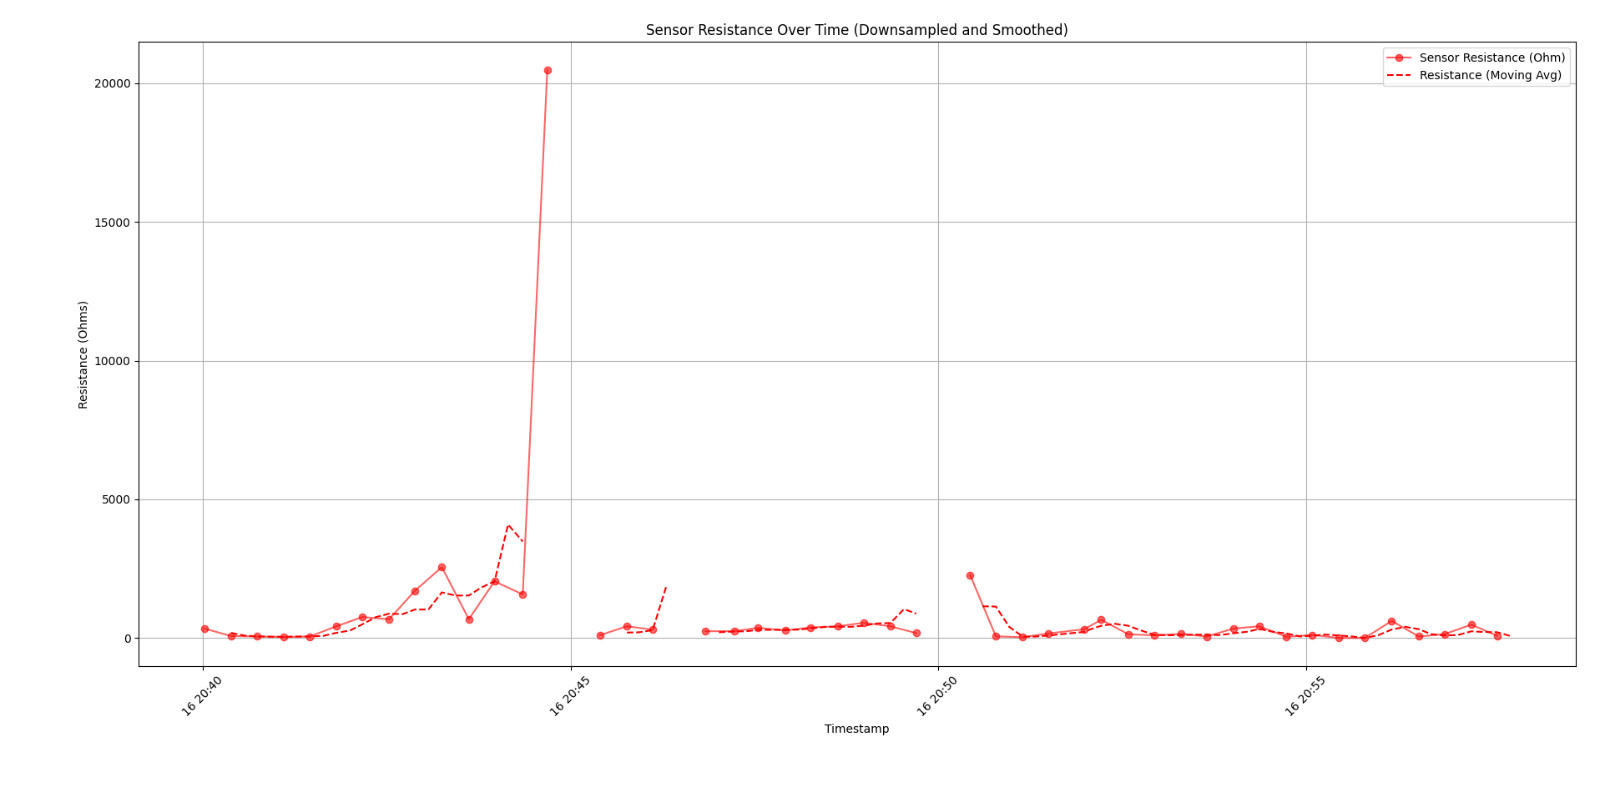 Sensor Resistance Over Time (Downsampled and Smoothed)
Sensor Resistance (Ohm)
Resistance (Moving Avg)
20000
15000
10000
5000
0
Resistance (Ohms)
16 20:40
16 20:45
16 20:50
16 20:55
Timestamp